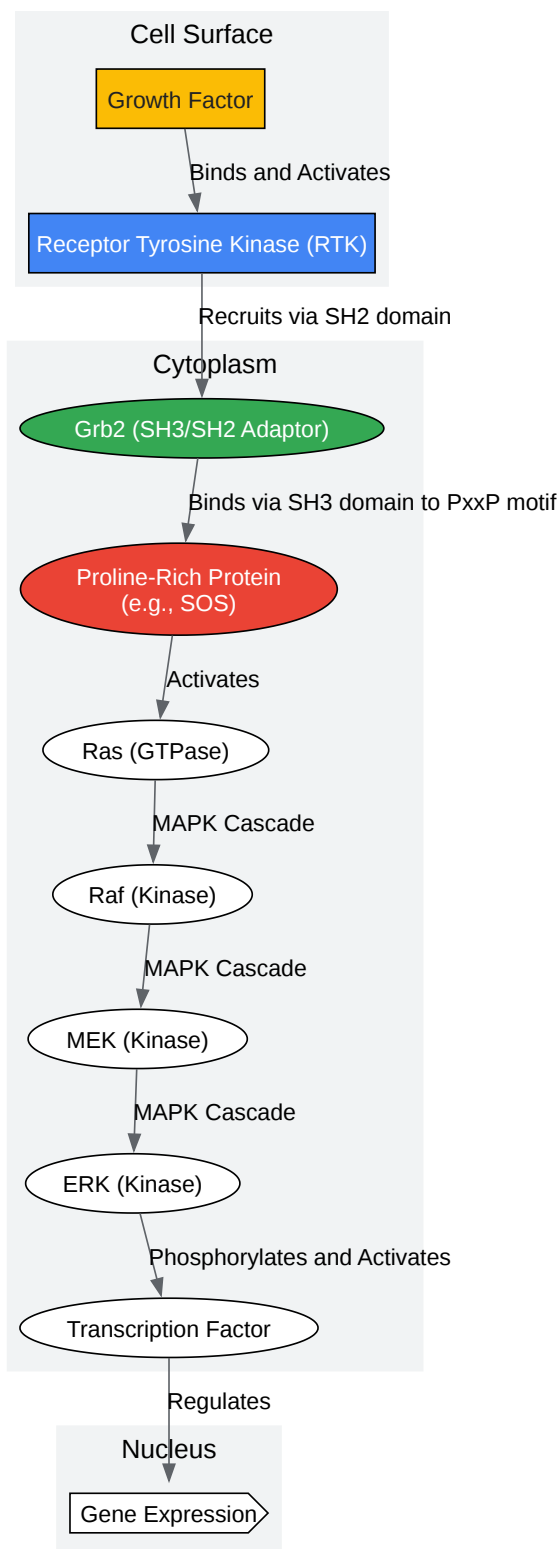 Cell Surface
Growth Factor
Binds and Activates
Receptor Tyrosine Kinase (RTK)
Recruits via SH2 domain
Cytoplasm
Grb2 (SH3/SH2 Adaptor)
Binds via SH3 domain to PxxP motif
Proline-Rich Protein
(e.g., SOS)
Activates
Ras (GTPase)
MAPK Cascade
Raf (Kinase)
MAPK Cascade
MEK (Kinase)
MAPK Cascade
ERK (Kinase)
Phosphorylates and Activates
Transcription Factor
Regulates
Nucleus
Gene Expression